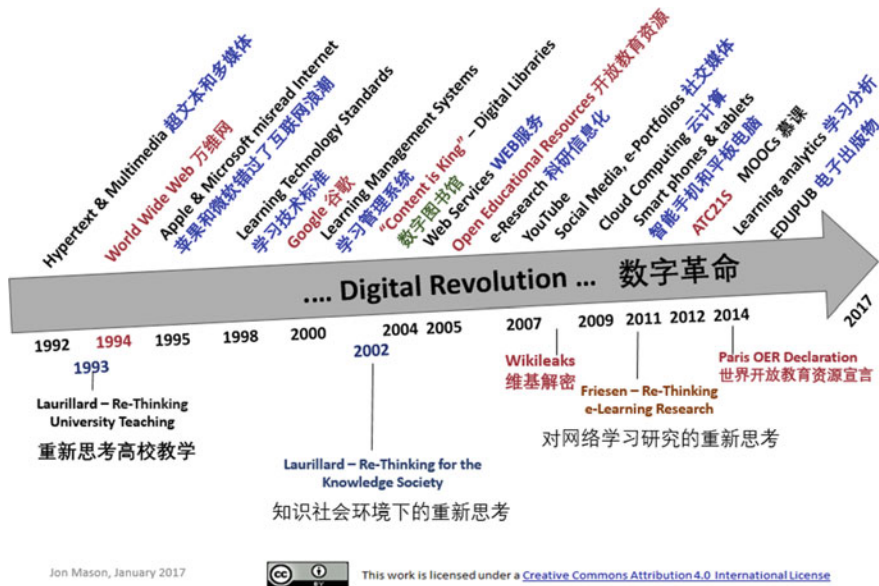 Hypertext & Multimedia 超文本和多媒体
World Wide Web 万维网
Apple & Microsoft misread Internet
苹果和微软错过了互联网浪潮
Learning Technology Standards
学习技术标准
Google 谷歌
Learning Management Systems
学习管理系统
“Content is King” – Digital Libraries
数字图书馆
Web Services WEB服务
Open Educational Resources 开放教育资源
e-Research 科研信息化
YouTube
Social Media, e-Portfolios 社交媒体
Cloud Computing 云计算
Smart phones & tablets
智能手机和平板电脑
ATC21S
MOOCs 慕课
Learning analytics 学习分析
EDUPUB 电子出版物
.... Digital Revolution ... 数字革命
1992
1994
1993
1995
1998
2000
2002
2004
2005
2007
2009
2011
2012
2014
2017
Laurillard – Re-Thinking
University Teaching
重新思考高校教学
Laurillard – Re-Thinking for the
Knowledge Society
知识社会环境下的重新思考
Wikileaks
维基解密
Friesen – Re-Thinking
e-Learning Research
对网络学习研究的重新思考
Paris OER Declaration
世界开放教育资源宣言
Jon Mason, January 2017
cc
BY
This work is licensed under a Creative Commons Attribution 4.0 International License